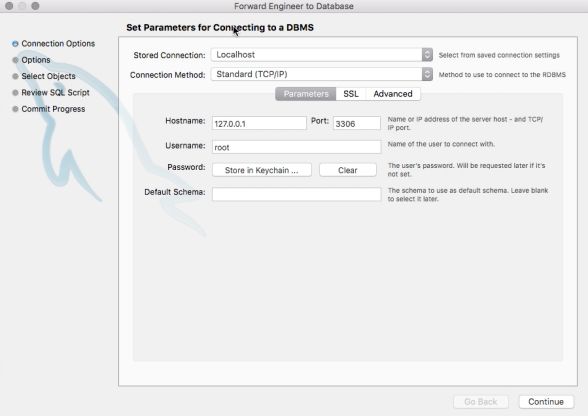 Forward Engineer to Database
Set Parameters for Connecting to a DBMS
Connection Options
Options
Select Objects
Review SQL Script
Commit Progress
Stored Connection: Localhost Select from saved connection settings
Connection Method: Standard (TCP/IP) Method to use to connect to the RDBMS
Parameters SSL Advanced
Hostname: 127.0.0.1 Port: 3306 Name or IP address of the server host - and TCP/
IP port.
Username: root Name of the user to connect with.
Password: Store in Keychain ... Clear The user's password. Will be requested later if it's
not set.
Default Schema: The schema to use as default schema. Leave blank
to select it later.
Go Back Continue